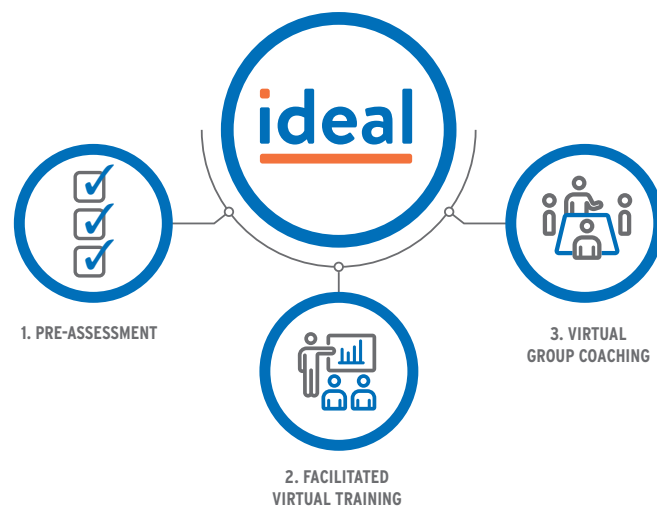 ideal
1. PRE-ASSESSMENT
2. FACILITATED
VIRTUAL TRAINING
3. VIRTUAL
GROUP COACHING